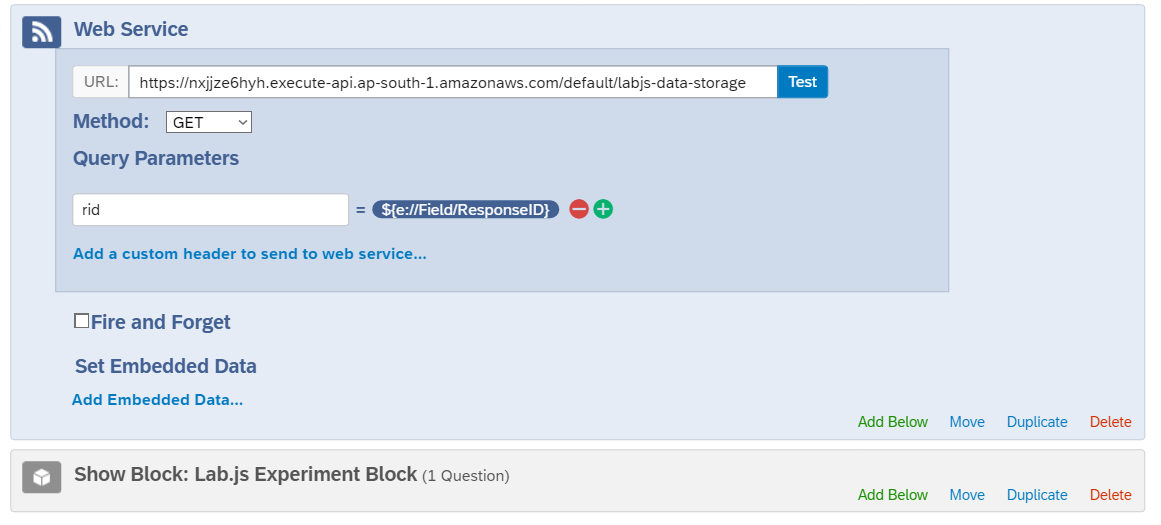 Web Service
URL: https://nxjjze6hyh.execute-api.ap-south-1.amazonaws.com/default/labjs-data-storage Test
Method: GET
Query Parameters
rid = ${e://Field/ResponseID}
Add a custom header to send to web service...
Fire and Forget
Set Embedded Data
Add Embedded Data...
Add Below Move Duplicate Delete
Show Block: Lab.js Experiment Block (1 Question)
Add Below Move Duplicate Delete